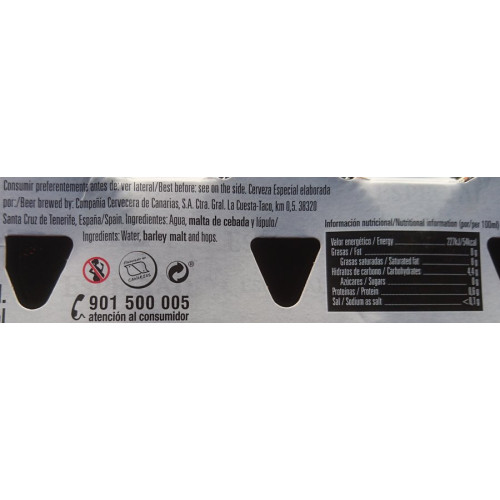 Consumir preferentemente antes de: ver lateral/Best before: see on the side. Cerveza Especial elaborada
por:/Beer brewed by: Compañía Cervecera de Canarias, S.A. Ctra. Gral. La Cuesta-Taco, km 0,5. 38320
Santa Cruz de Tenerife, España/Spain. Ingredientes: Agua, malta de cebada y lúpulo/
Ingredients: Water, barley malt and hops.
901 500 005
atención al consumidor
Información nutricional/Nutritional information (por/per 100ml)
Valor energético / Energy 227kJ/54kcal
Grasas / Fat 0g
Grasas saturadas / Saturated fat 0g
Hidratos de carbono / Carbohydrates 4,4g
Azúcares / Sugars 0g
Proteínas / Protein 0,6g
Sal / Sodium as salt <0,1g